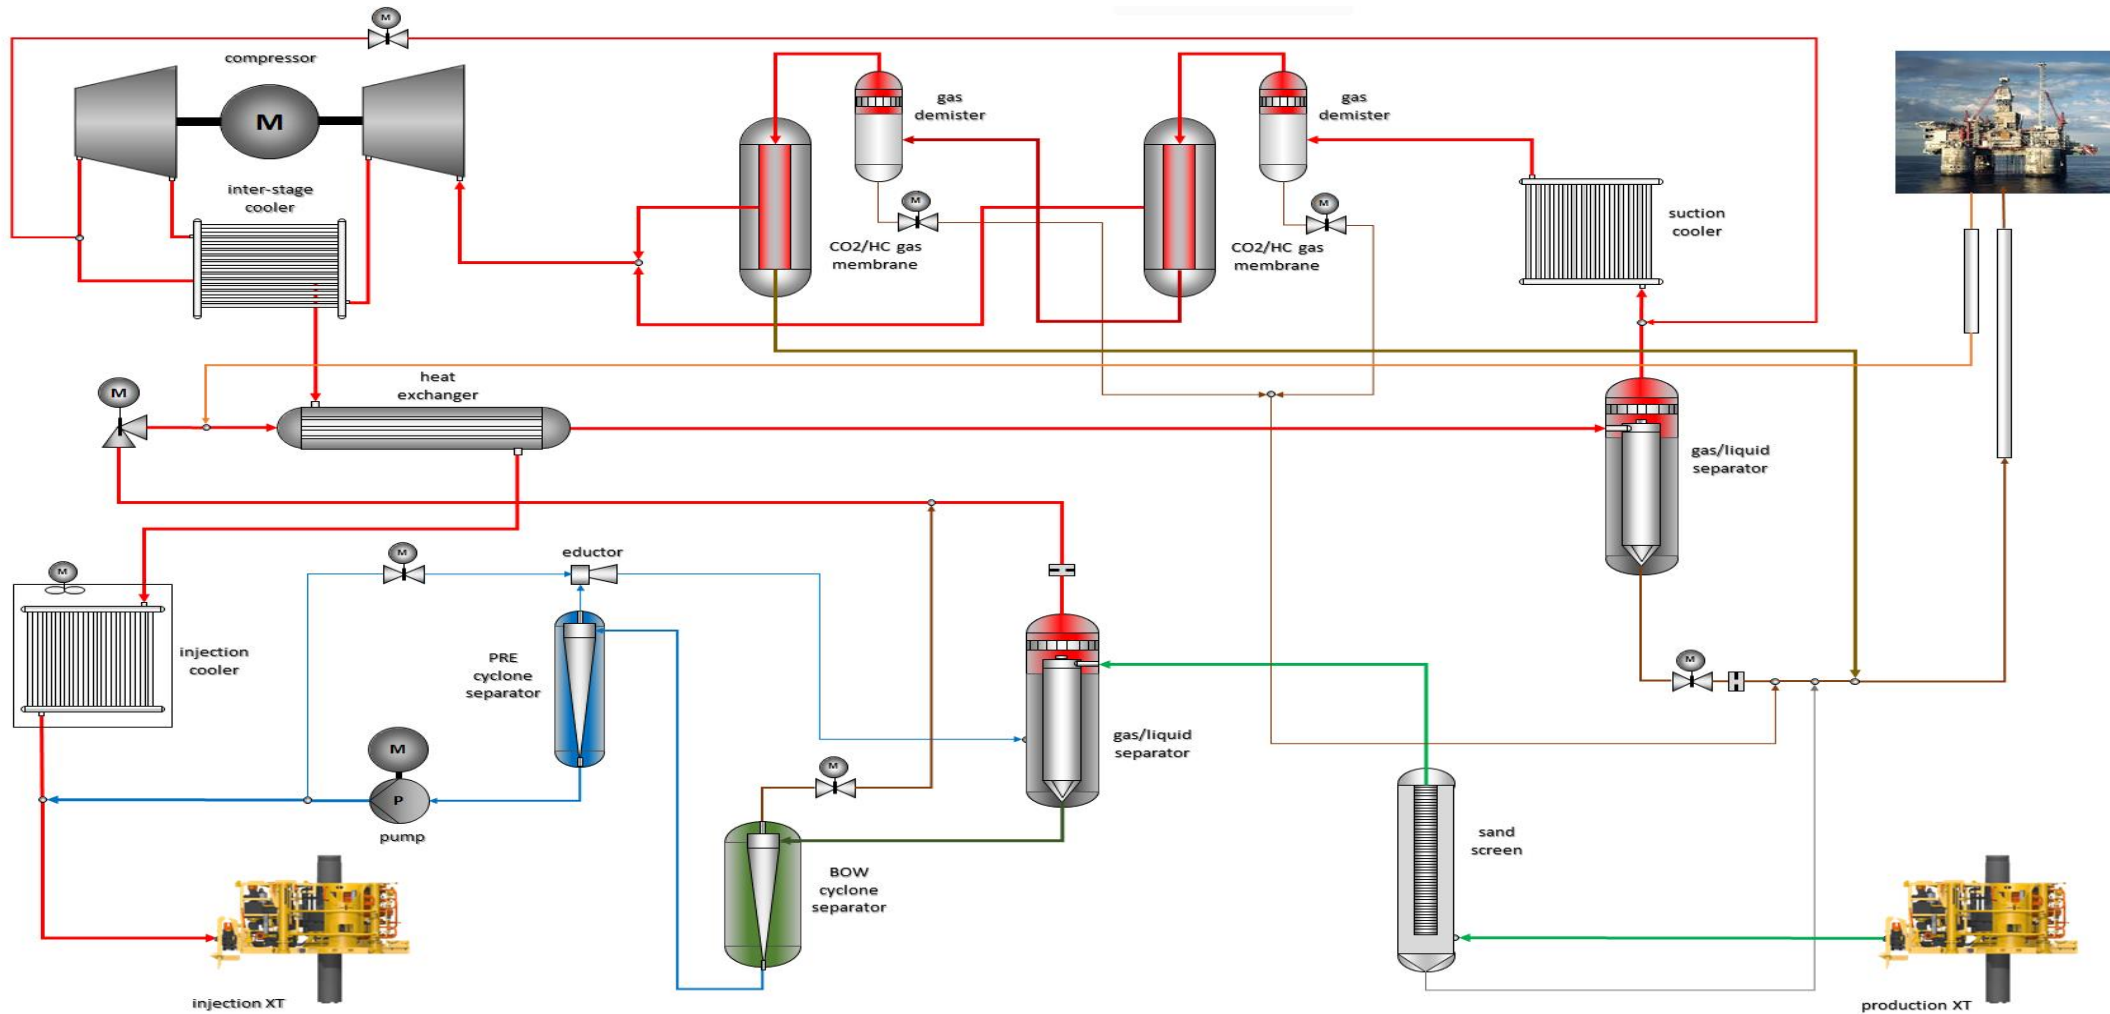 M
compressor
M
inter-stage
cooler
gas
demister
M
CO2/HC gas
membrane
gas
demister
M
CO2/HC gas
membrane
suction
cooler
M
heat
exchanger
gas/liquid
separator
M
injection
cooler
M
eductor
PRE
cyclone
separator
M
P
pump
M
BOW
cyclone
separator
gas/liquid
separator
M
sand
screen
injection XT
production XT